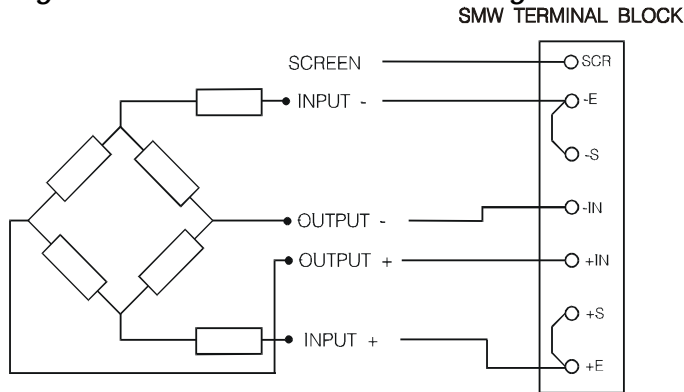 SMW TERMINAL BLOCK
SCREEN
SCR
INPUT -
-E
-S
OUTPUT -
-IN
OUTPUT +
+IN
+S
INPUT +
+E